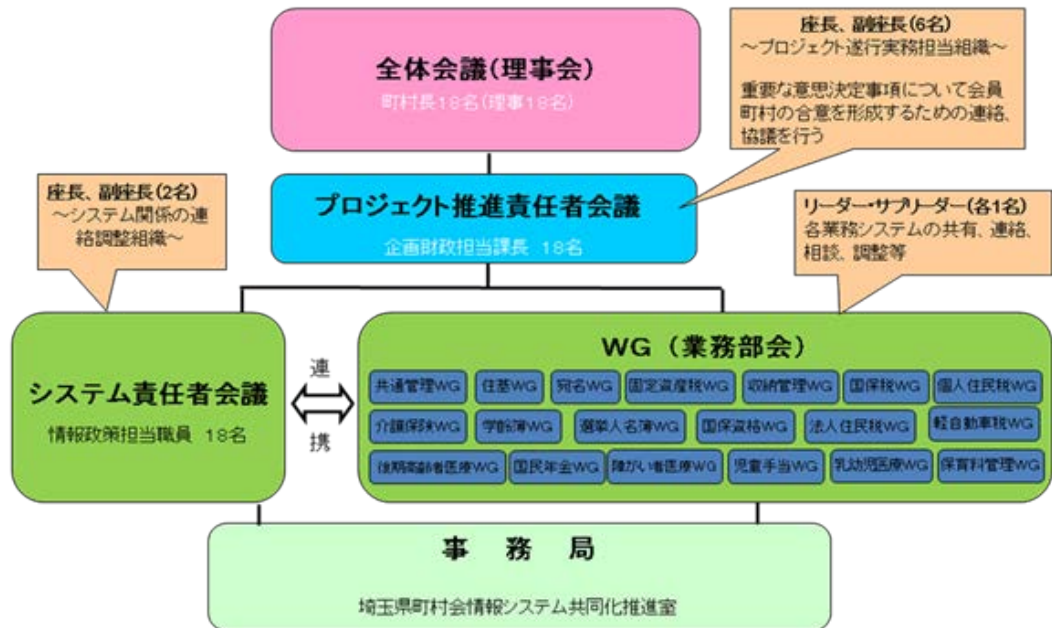 全体会議(理事会)
町村長18名(理事18名)
座長、副座長(6名)
～プロジェクト遂行実務担当組織～
重要な意思決定事項について会員
町村の合意を形成するための連絡、
協議を行う
プロジェクト推進責任者会議
企画財政担当課長 18名
座長、副座長(2名)
～システム関係の連
絡調整組織～
リーダー・サブリーダー(各1名)
各業務システムの共有、連絡、
相談、調整等
システム責任者会議
情報政策担当職員 18名
連
携
WG (業務部会)
共通管理WG 住基WG 宛名WG 固定資産税WG 収納管理WG 国保税WG 個人住民税WG
介護保険WG 学齢簿WG 選挙人名簿WG 国保資格WG 法人住民税WG 軽自動車税WG
後期高齢者医療WG 国民年金WG 障がい者医療WG 児童手当WG 乳幼児医療WG 保育料管理WG
事 務 局
埼玉県町村会情報システム共同化推進室